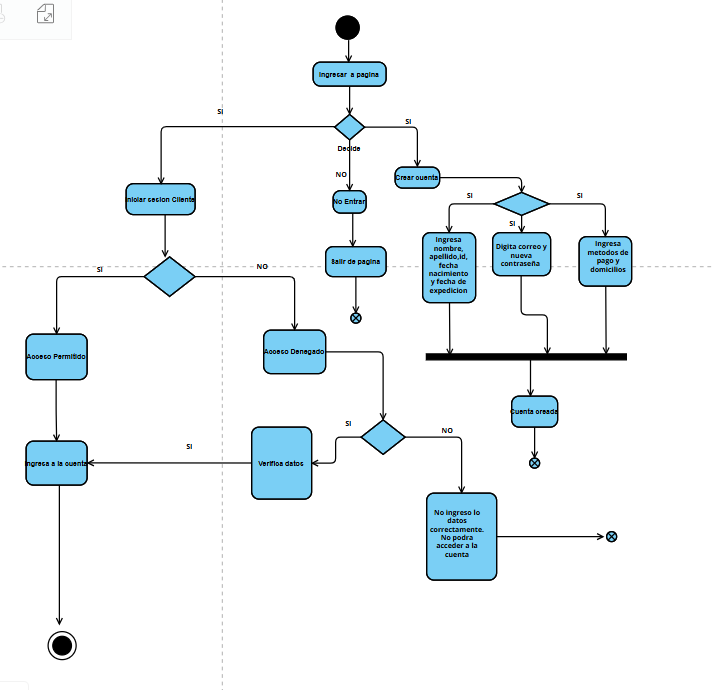 Ingresar a pagina
SI
SI
Decide
NO
Crear cuenta
Iniciar sesion Cliente
No Entrar
SI
SI
SI
Ingresa
nombre,
apellido,id,
fecha
nacimiento
y fecha de
expedicion
Digita correo y
nueva
contraseña
Ingresa
metodos de
pago y
domicilios
Salir de pagina
SI
NO
Acceso Permitido
Acceso Denegado
Cuenta creada
SI
NO
SI
Ingresa a la cuenta
Verifica datos
No ingreso lo
datos
correctamente.
No podra
acceder a la
cuenta